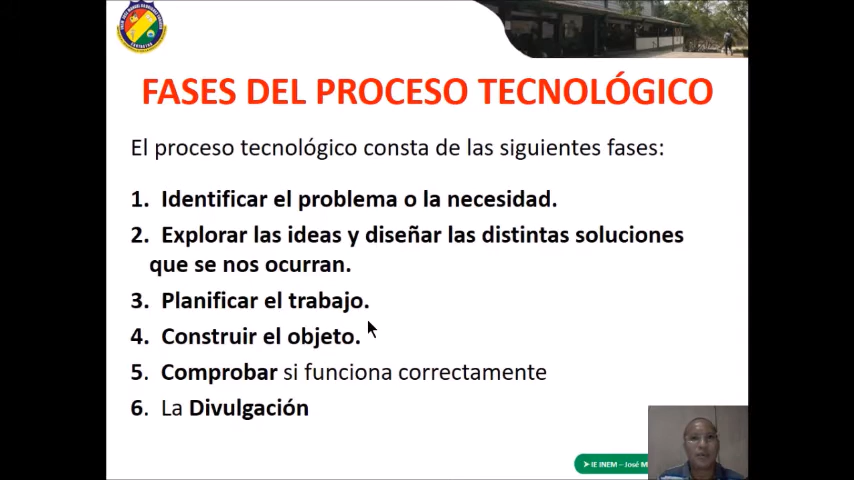 FASES DEL PROCESO TECNOLÓGICO
El proceso tecnológico consta de las siguientes fases:
1. Identificar el problema o la necesidad.
2. Explorar las ideas y diseñar las distintas soluciones
que se nos ocurran.
3. Planificar el trabajo.
4. Construir el objeto.
5. Comprobar si funciona correctamente
6. La Divulgación
➤ IE INEM – José M